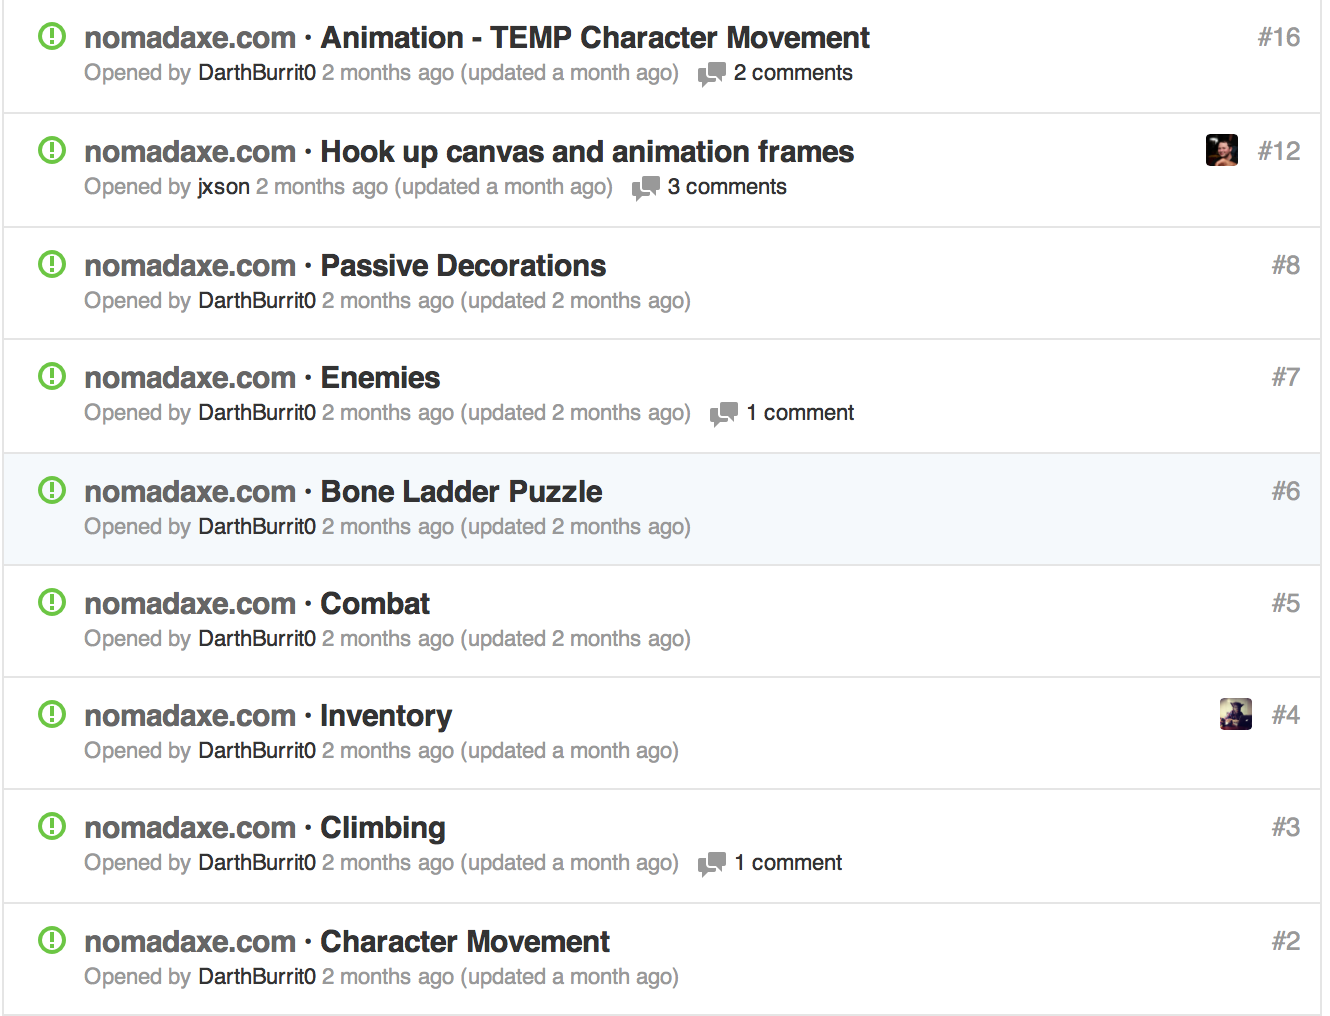 nomadaxe.com · Animation - TEMP Character Movement #16
Opened by DarthBurrit0 2 months ago (updated a month ago) 2 comments
nomadaxe.com · Hook up canvas and animation frames #12
Opened by jxson 2 months ago (updated a month ago) 3 comments
nomadaxe.com · Passive Decorations #8
Opened by DarthBurrit0 2 months ago (updated 2 months ago)
nomadaxe.com · Enemies #7
Opened by DarthBurrit0 2 months ago (updated 2 months ago) 1 comment
nomadaxe.com · Bone Ladder Puzzle #6
Opened by DarthBurrit0 2 months ago (updated 2 months ago)
nomadaxe.com · Combat #5
Opened by DarthBurrit0 2 months ago (updated 2 months ago)
nomadaxe.com · Inventory #4
Opened by DarthBurrit0 2 months ago (updated a month ago)
nomadaxe.com · Climbing #3
Opened by DarthBurrit0 2 months ago (updated a month ago) 1 comment
nomadaxe.com · Character Movement #2
Opened by DarthBurrit0 2 months ago (updated a month ago)